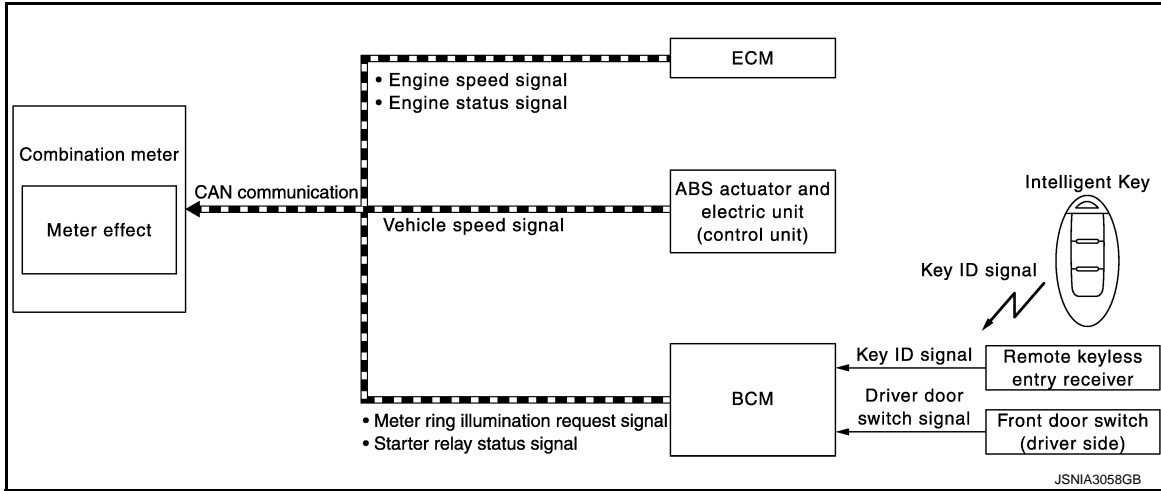 ECM
• Engine speed signal
• Engine status signal
Combination meter
Meter effect
CAN communication
Vehicle speed signal
ABS actuator and
electric unit
(control unit)
Intelligent Key
Key ID signal
Key ID signal
Remote keyless
entry receiver
BCM
Driver door
switch signal
Front door switch
(driver side)
• Meter ring illumination request signal
• Starter relay status signal
JSNIA3058GB